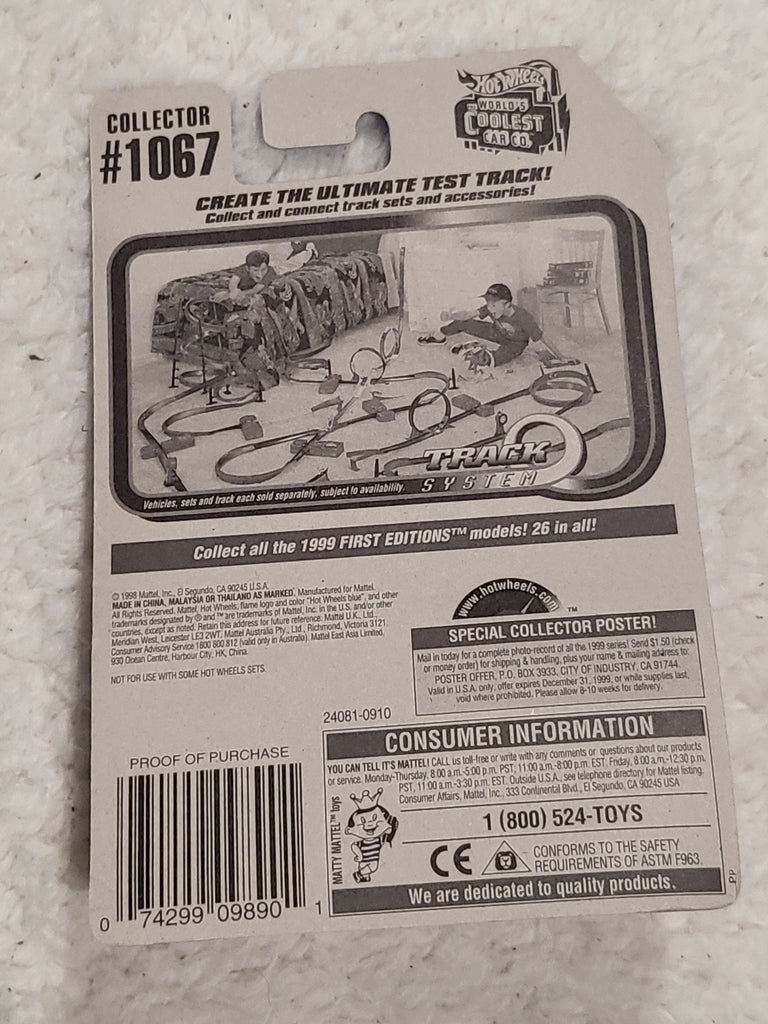 COLLECTOR
#1067
HOT WHEELS
THE WORLD'S
COOLEST
CAR CO.
CREATE THE ULTIMATE TEST TRACK!
Collect and connect track sets and accessories!
TRACK
SYSTEM
Vehicles, sets and track each sold separately, subject to availability.
Collect all the 1999 FIRST EDITIONS™ models! 26 in all!
© 1998 Mattel, Inc., El Segundo, CA 90245 U.S.A.
MADE IN CHINA, MALAYSIA OR THAILAND AS MARKED. Manufactured for Mattel.
All Rights Reserved. Mattel, Hot Wheels, flame logo and color "Hot Wheels blue", and other
trademarks designated by ® and ™ are trademarks of Mattel, Inc. in the U.S. and/or other
countries, except as noted. Retain this address for future reference: Mattel U.K., Ltd.,
Meridian West, Leicester LE3 2WT. Mattel Australia Pty., Ltd., Richmond, Victoria 3121.
Consumer Advisory Service 1800 800 812 (valid only in Australia). Mattel East Asia Limited,
930 Ocean Centre, Harbour City, HK, China.
NOT FOR USE WITH SOME HOT WHEELS SETS.
www.hotwheels.com
™
SPECIAL COLLECTOR POSTER!
Mail in today for a complete photo-record of all the 1999 series! Send $1.50 (check
or money order) for shipping & handling, plus your name & mailing address to:
POSTER OFFER, P.O. BOX 3933, CITY OF INDUSTRY, CA 91744.
Valid in U.S.A. only, offer expires December 31, 1999, or while supplies last,
void where prohibited. Please allow 8-10 weeks for delivery.
24081-0910
PROOF OF PURCHASE
0 74299 09890 1
CONSUMER INFORMATION
YOU CAN TELL IT'S MATTEL! CALL us toll-free or write with any comments or questions about our products
or service. Monday-Thursday, 8:00 a.m.-5:00 p.m. PST; 11:00 a.m.-8:00 p.m. EST. Friday, 8:00 a.m.-12:30 p.m.
PST, 11:00 a.m.-3:30 p.m. EST. Outside U.S.A., see telephone directory for Mattel listing.
Consumer Affairs, Mattel, Inc., 333 Continental Blvd., El Segundo, CA 90245 USA
MATTY MATTEL™ toys
1 (800) 524-TOYS
CE
CONFORMS TO THE SAFETY
REQUIREMENTS OF ASTM F963.
We are dedicated to quality products.
PP